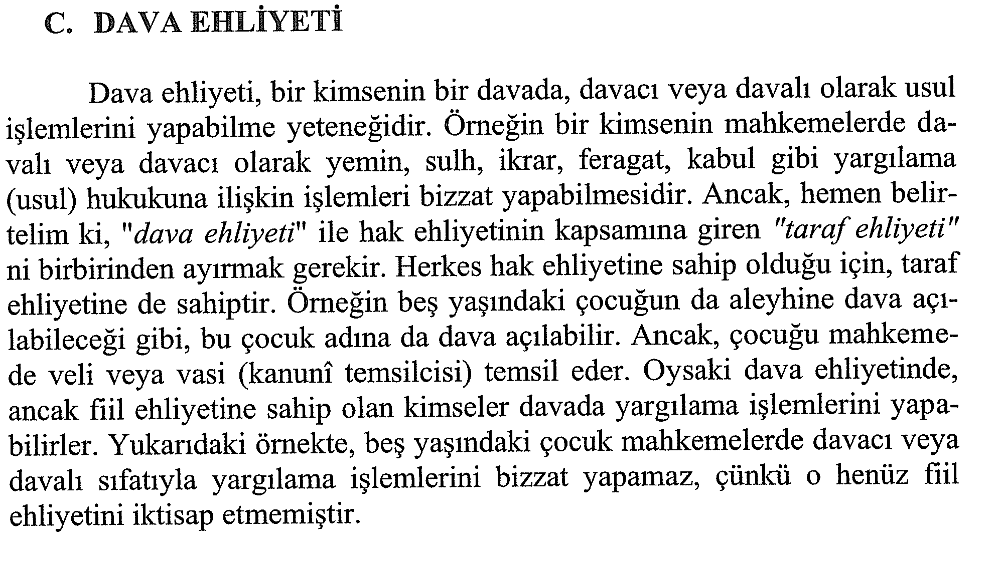 C. DAVA EHLİYETİ
Dava ehliyeti, bir kimsenin bir davada, davacı veya davalı olarak usul
işlemlerini yapabilme yeteneğidir. Örneğin bir kimsenin mahkemelerde da-
valı veya davacı olarak yemin, sulh, ikrar, feragat, kabul gibi yargılama
(usul) hukukuna ilişkin işlemleri bizzat yapabilmesidir. Ancak, hemen belir-
telim ki, "dava ehliyeti" ile hak ehliyetinin kapsamına giren "taraf ehliyeti"
ni birbirinden ayırmak gerekir. Herkes hak ehliyetine sahip olduğu için, taraf
ehliyetine de sahiptir. Örneğin beş yaşındaki çocuğun da aleyhine dava açı-
labileceği gibi, bu çocuk adına da dava açılabilir. Ancak, çocuğu mahkeme-
de veli veya vasi (kanunî temsilcisi) temsil eder. Oysaki dava ehliyetinde,
ancak fiil ehliyetine sahip olan kimseler davada yargılama işlemlerini yapa-
bilirler. Yukarıdaki örnekte, beş yaşındaki çocuk mahkemelerde davacı veya
davalı sıfatıyla yargılama işlemlerini bizzat yapamaz, çünkü o henüz fiil
ehliyetini iktisap etmemiştir.